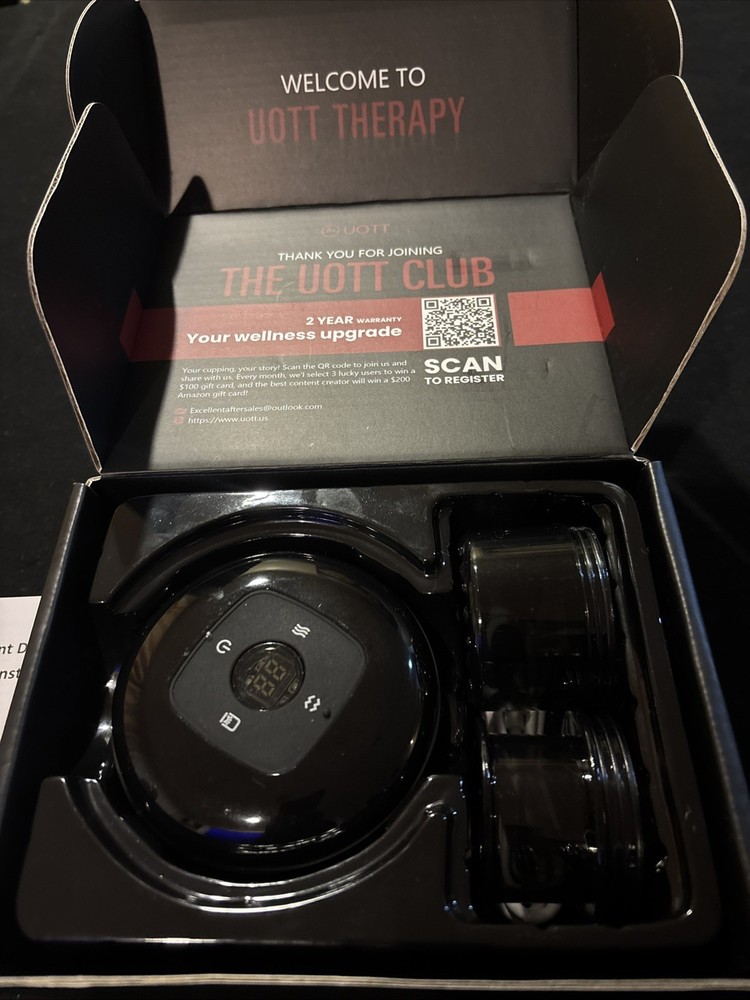 WELCOME TO
UOTT THERAPY
UOTT
THANK YOU FOR JOINING
THE UOTT CLUB
2 YEAR WARRANTY
Your wellness upgrade
SCAN
TO REGISTER
Your cupping, your story! Scan the QR code to join us and
share with us. Every month, we'll select 3 lucky users to win a
$100 gift card, and the best content creator will win a $200
Amazon gift card!
Excellentaftersales@outlook.com
https://www.uott.us
nt D
nst